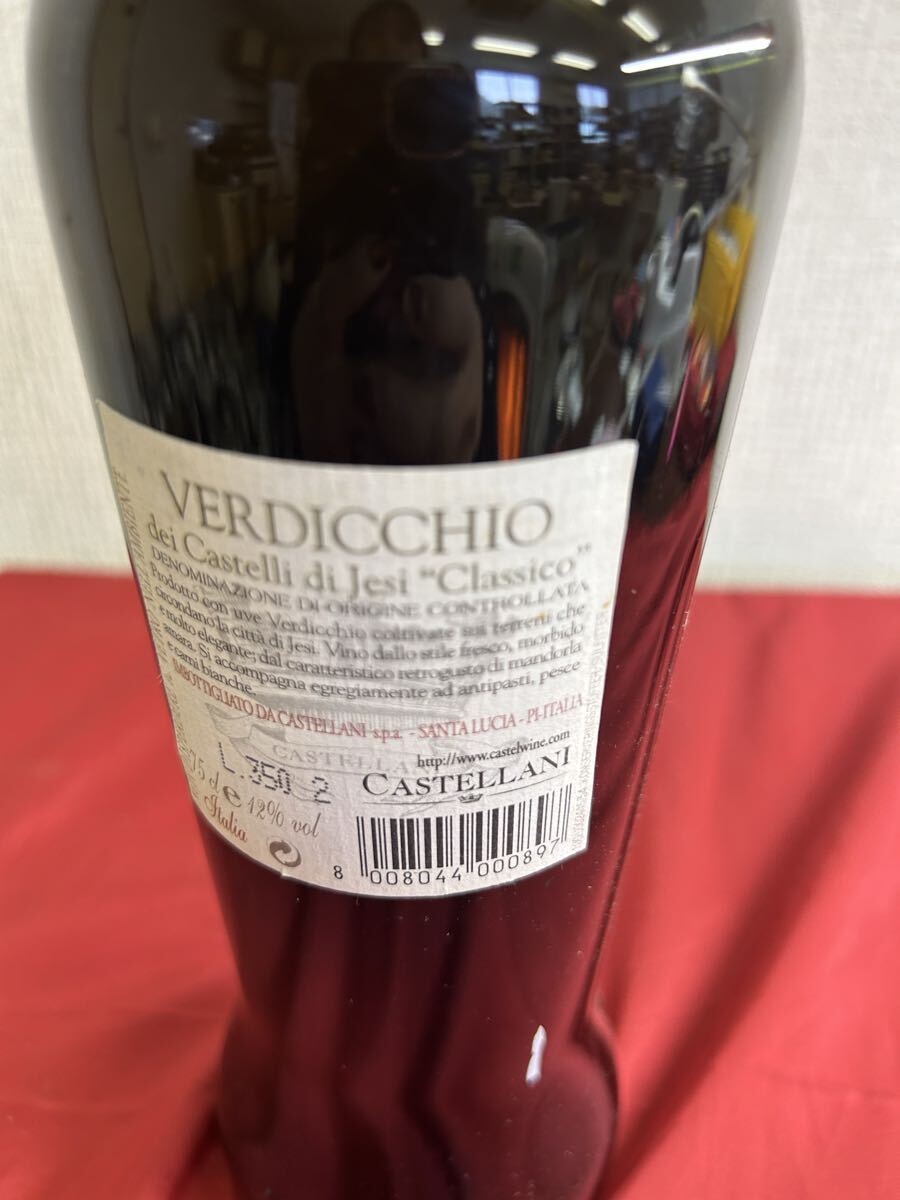 VERDICCHIO
dei Castelli di Jesi "Classico"
DENOMINAZIONE DI ORIGINE CONTROLLATA
Prodotto con uve Verdicchio coltivate sui terreni che
circondano la città di Jesi. Vino dallo stile fresco, morbido
e molto elegante; dal caratteristico retrogusto di mandorla
amara. Si accompagna egregiamente ad antipasti, pesce
e carni bianche.
IMBOTTIGLIATO DA CASTELLANI s.p.a. - SANTA LUCIA - PI-ITALIA
http://www.castelwine.com
CASTELLANI
CASTELLANI
L.350 2
75 cl e 12% vol
Italia
8 008044 000897